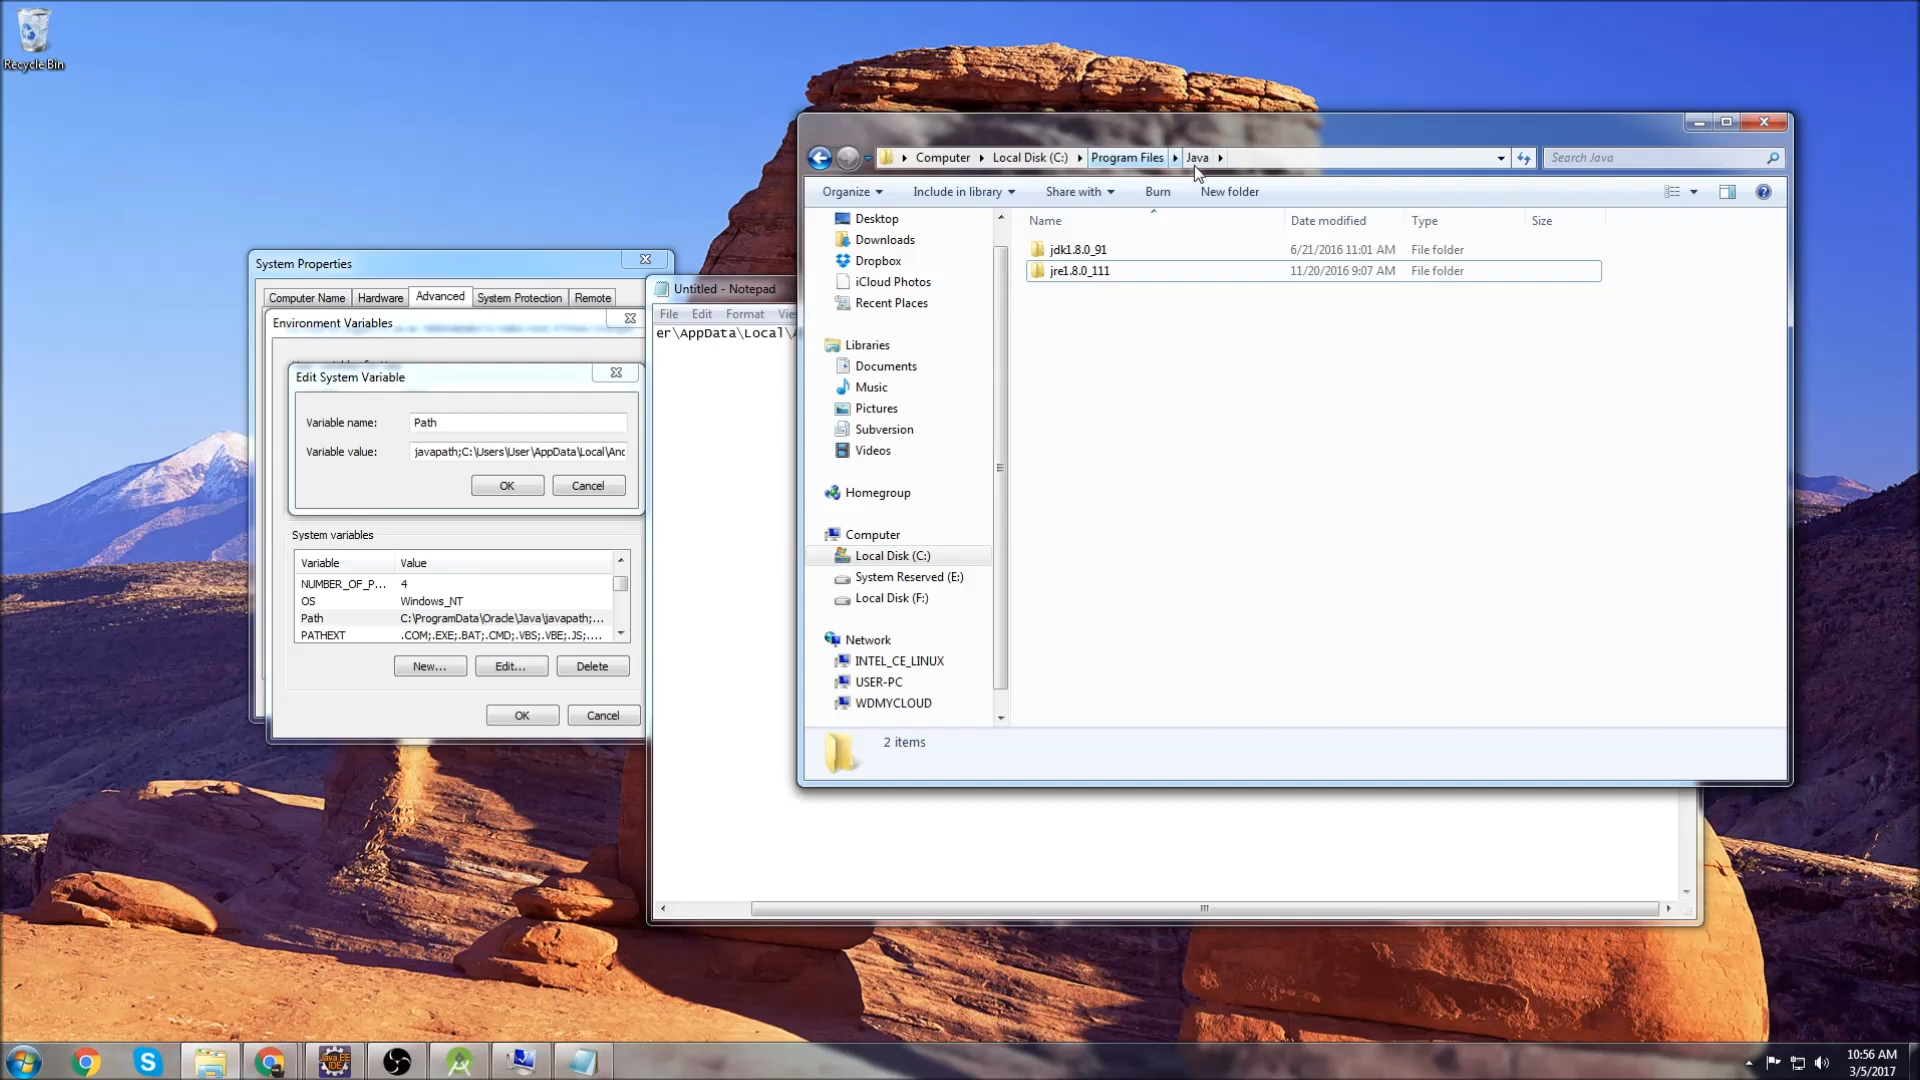 Recycle Bin
Computer
Local Disk (C:)
Program Files
Java
Search Java
Organize
Include in library
Share with
Burn
New folder
Desktop
Downloads
Dropbox
iCloud Photos
Recent Places
Libraries
Documents
Music
Pictures
Subversion
Videos
Homegroup
Computer
Local Disk (C:)
System Reserved (E:)
Local Disk (F:)
Network
INTEL_CE_LINUX
USER-PC
WDMYCLOUD
Name Date modified Type Size
jdk1.8.0_91 6/21/2016 11:01 AM File folder
jre1.8.0_111 11/20/2016 9:07 AM File folder
2 items
System Properties
Computer Name Hardware Advanced System Protection Remote
Environment Variables
Edit System Variable
Variable name: Path
Variable value: javapath;C:\Users\User\AppData\Local\And
OK Cancel
System variables
Variable Value
NUMBER_OF_P... 4
OS Windows_NT
Path C:\ProgramData\Oracle\Java\javapath;...
PATHEXT .COM;.EXE;.BAT;.CMD;.VBS;.VBE;.JS;....
New... Edit... Delete
OK Cancel
Untitled - Notepad
File Edit Format
er\AppData\Local\
Java EE
IDE
10:56 AM
3/5/2017